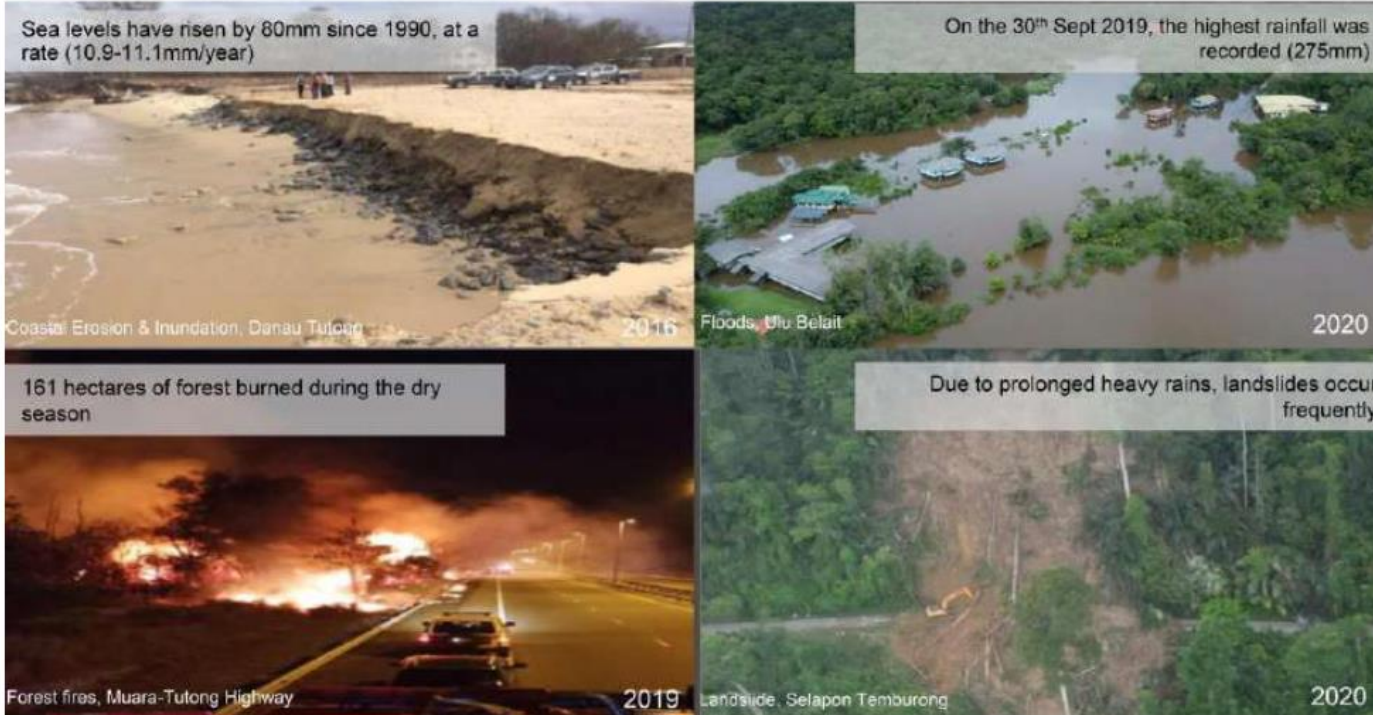 Sea levels have risen by 80mm since 1990, at a
rate (10.9-11.1mm/year)
Coastal Erosion & Inundation, Danau Tutong
2016
On the 30th Sept 2019, the highest rainfall was
recorded (275mm)
Floods, Ulu Belait
2020
161 hectares of forest burned during the dry
season
Forest fires, Muara-Tutong Highway
2019
Due to prolonged heavy rains, landslides occur
frequently
Landslide, Selapon Temburong
2020